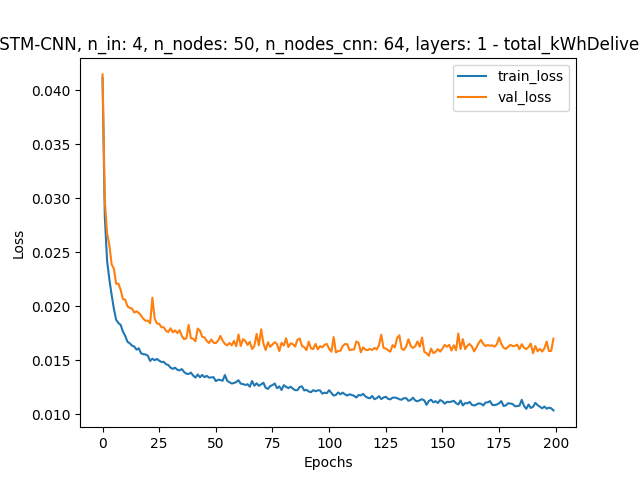 STM-CNN, n_in: 4, n_nodes: 50, n_nodes_cnn: 64, layers: 1 - total_kWhDelive
train_loss
val_loss
0.040
0.035
0.030
0.025
0.020
0.015
0.010
Loss
0 25 50 75 100 125 150 175 200
Epochs